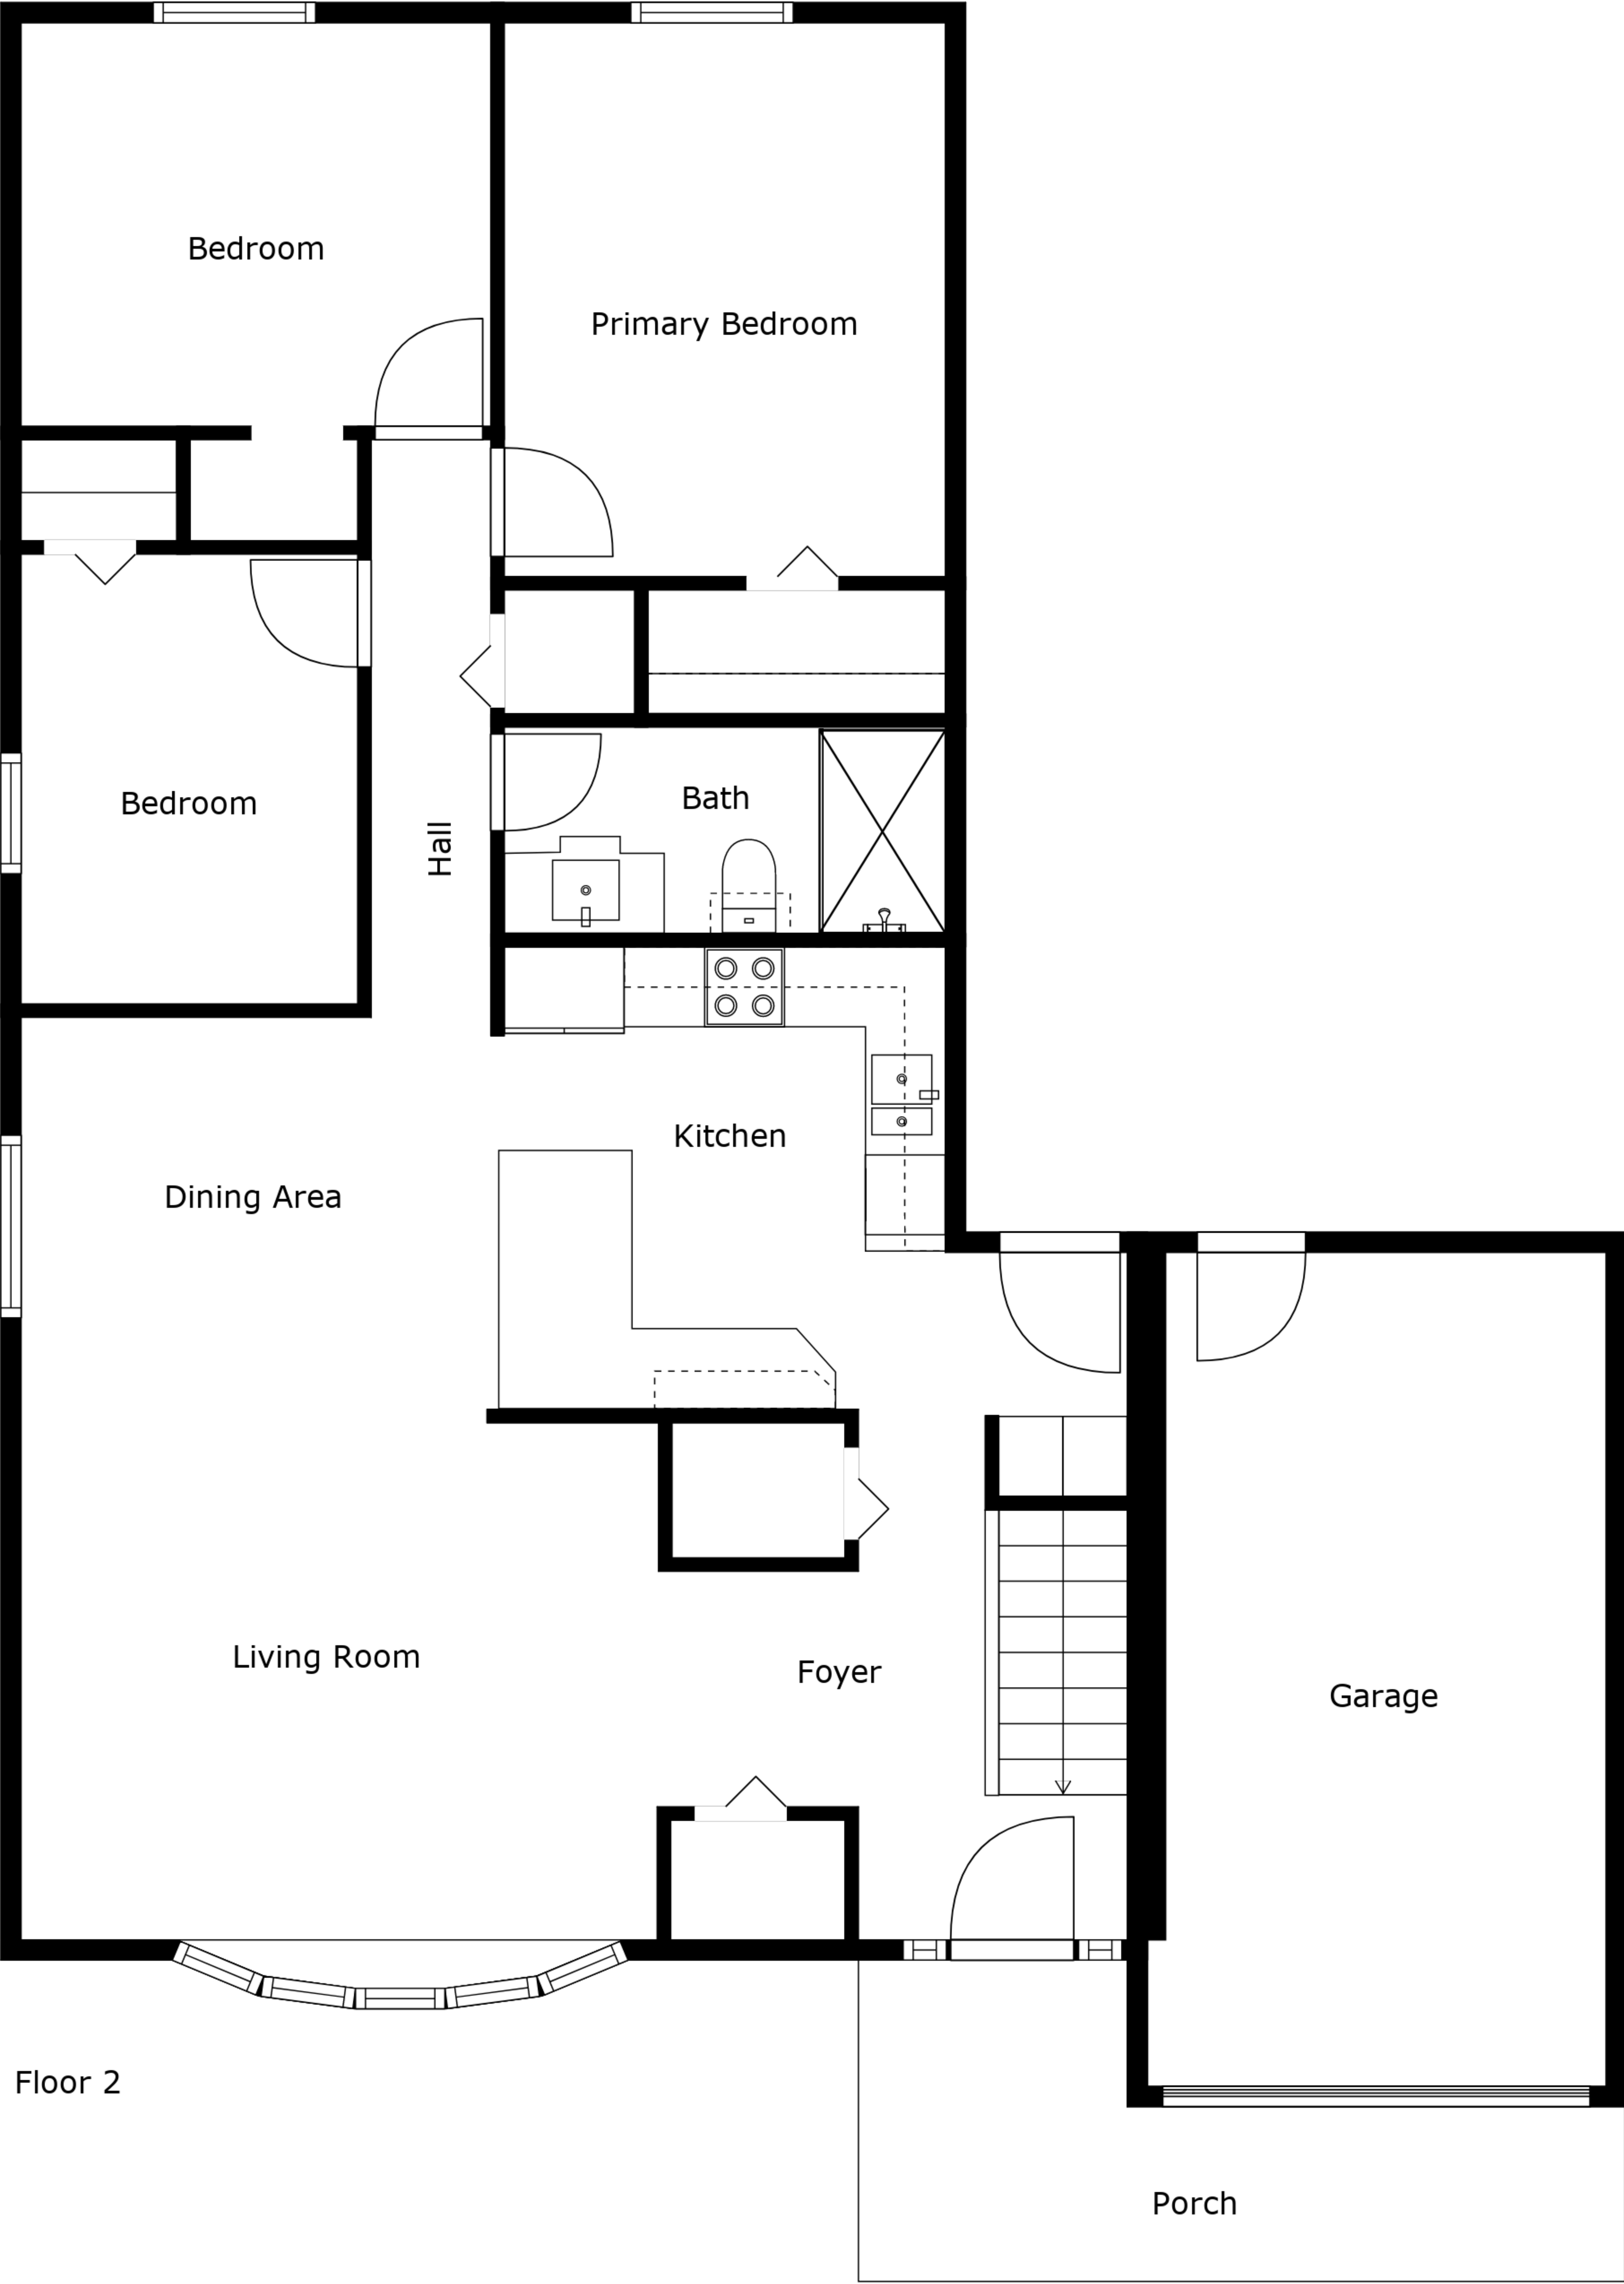 Bedroom
Primary Bedroom
Bedroom
Bath
Hall
Kitchen
Dining Area
Living Room
Foyer
Garage
Floor 2
Porch